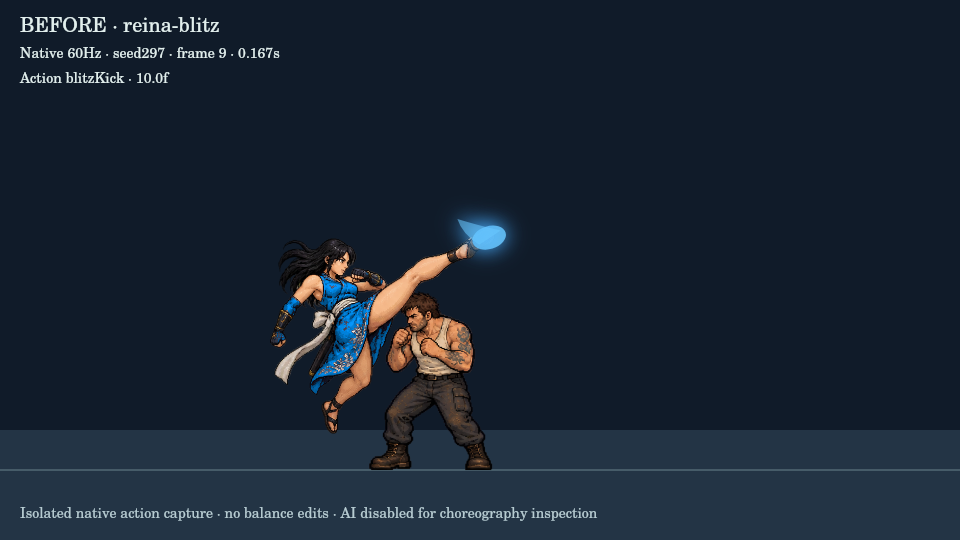 BEFORE · reina-blitz
Native 60Hz · seed297 · frame 9 · 0.167s
Action blitzKick · 10.0f
Isolated native action capture · no balance edits · AI disabled for choreography inspection